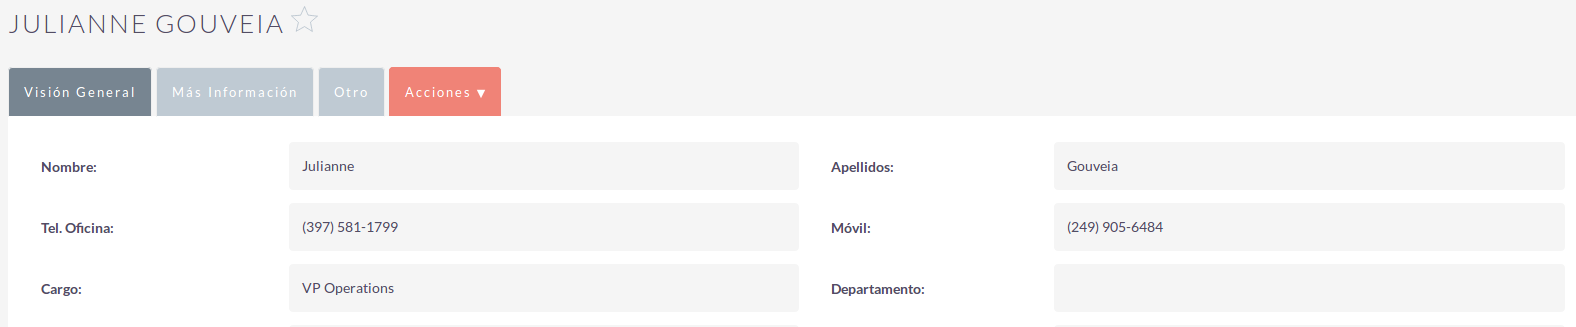 JULIANNE GOUVEIA
Visión General Más Información Otro Acciones ▼
Nombre: Julianne Apellidos: Gouveia
Tel. Oficina: (397) 581-1799 Móvil: (249) 905-6484
Cargo: VP Operations Departamento: